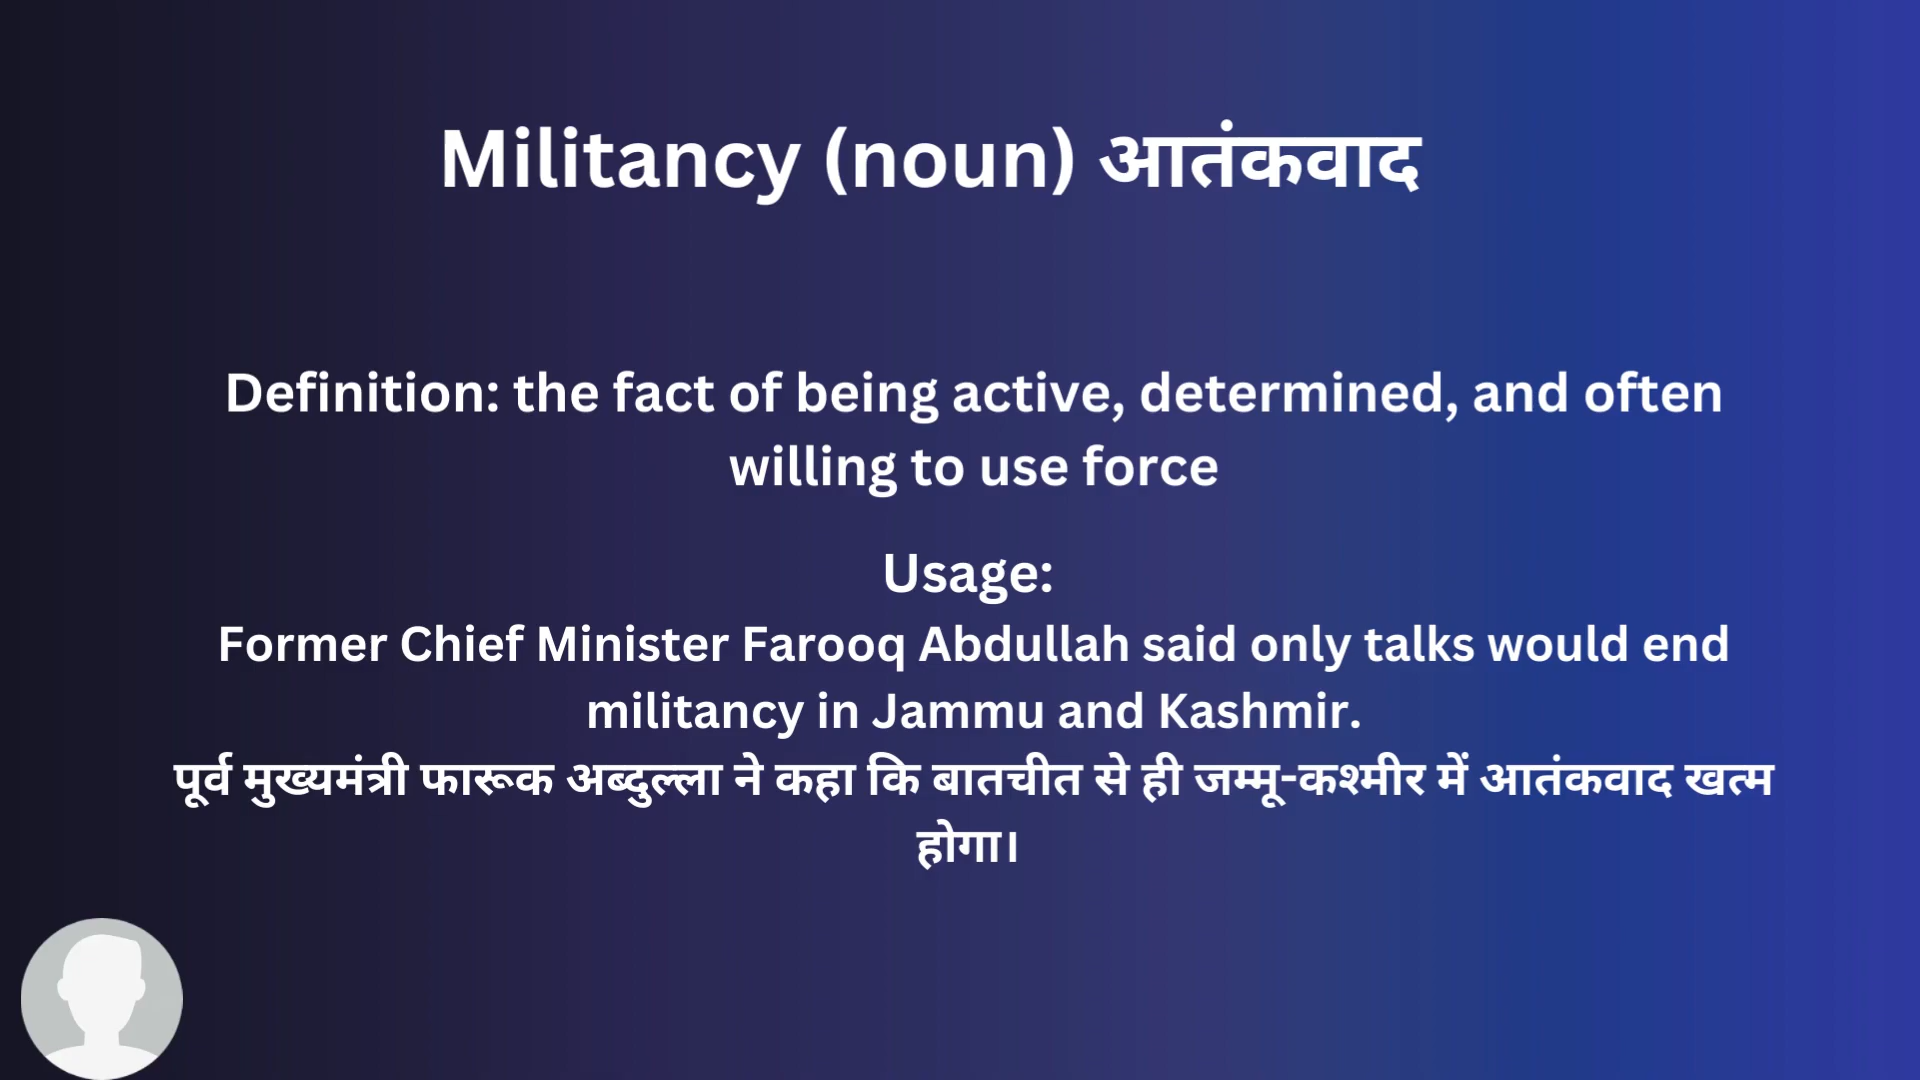 Militancy (noun) आतंकवाद
Definition: the fact of being active, determined, and often
willing to use force
Usage:
Former Chief Minister Farooq Abdullah said only talks would end
militancy in Jammu and Kashmir.
पूर्व मुख्यमंत्री फारूक अब्दुल्ला ने कहा कि बातचीत से ही जम्मू-कश्मीर में आतंकवाद खत्म
होगा।